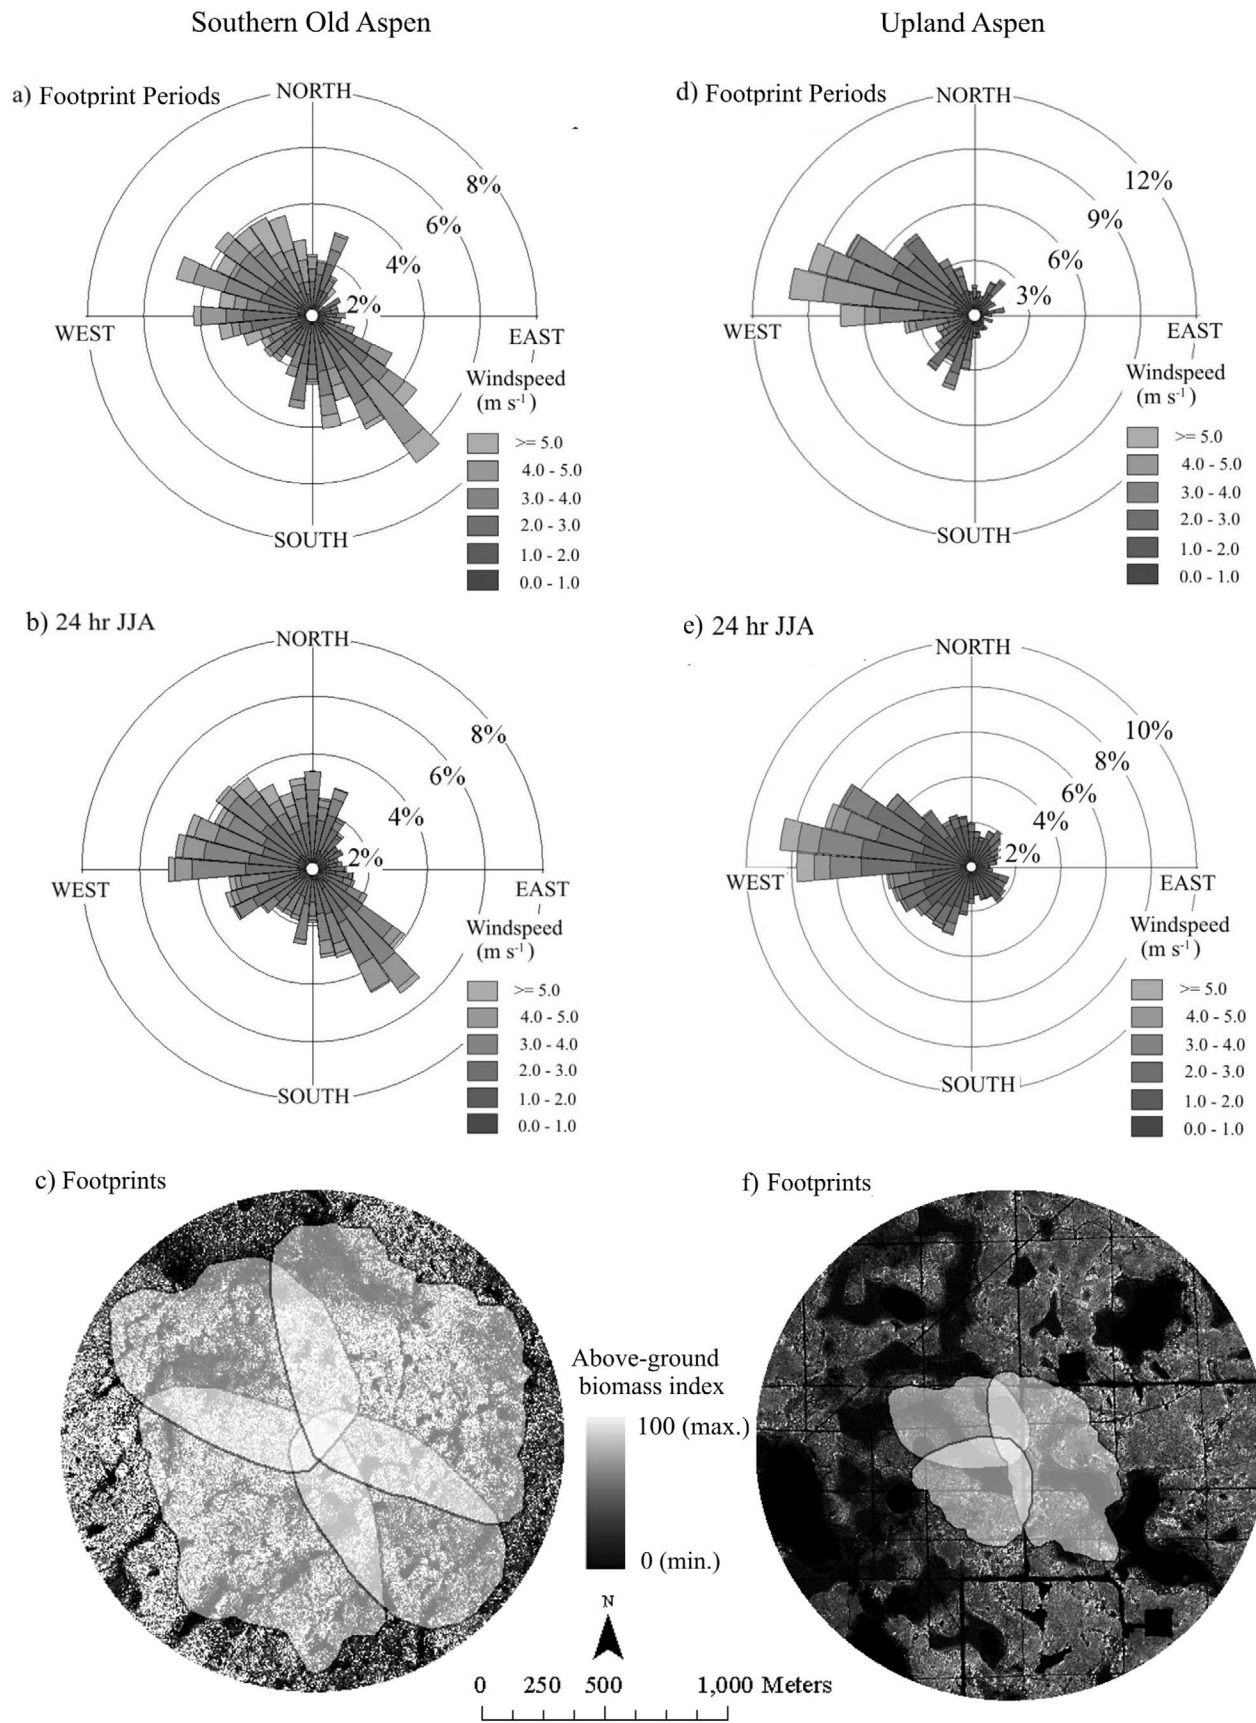 Southern Old Aspen
Upland Aspen
a) Footprint Periods
NORTH
8%
6%
4%
2%
WEST
EAST
SOUTH
Windspeed
(m s-1)
>= 5.0
4.0 - 5.0
3.0 - 4.0
2.0 - 3.0
1.0 - 2.0
0.0 - 1.0
d) Footprint Periods
NORTH
12%
9%
6%
3%
WEST
EAST
SOUTH
Windspeed
(m s-1)
>= 5.0
4.0 - 5.0
3.0 - 4.0
2.0 - 3.0
1.0 - 2.0
0.0 - 1.0
b) 24 hr JJA
NORTH
8%
6%
4%
2%
WEST
EAST
SOUTH
Windspeed
(m s-1)
>= 5.0
4.0 - 5.0
3.0 - 4.0
2.0 - 3.0
1.0 - 2.0
0.0 - 1.0
e) 24 hr JJA
NORTH
10%
8%
6%
4%
2%
WEST
EAST
SOUTH
Windspeed
(m s-1)
>= 5.0
4.0 - 5.0
3.0 - 4.0
2.0 - 3.0
1.0 - 2.0
0.0 - 1.0
c) Footprints
f) Footprints
Above-ground
biomass index
100 (max.)
0 (min.)
N
0 250 500 1,000 Meters